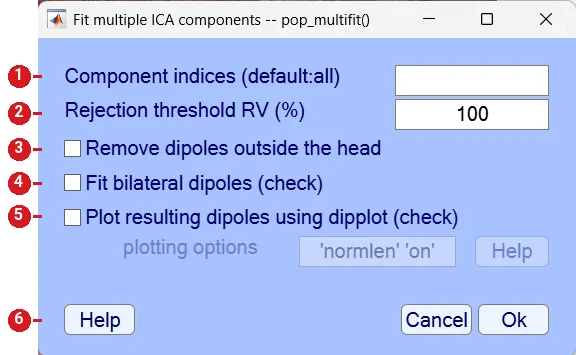 Fit multiple ICA components -- pop_multifit()
1 Component indices (default:all)
2 Rejection threshold RV (%) 100
3 Remove dipoles outside the head
4 Fit bilateral dipoles (check)
5 Plot resulting dipoles using dipplot (check)
plotting options 'normlen' 'on' Help
6 Help Cancel Ok